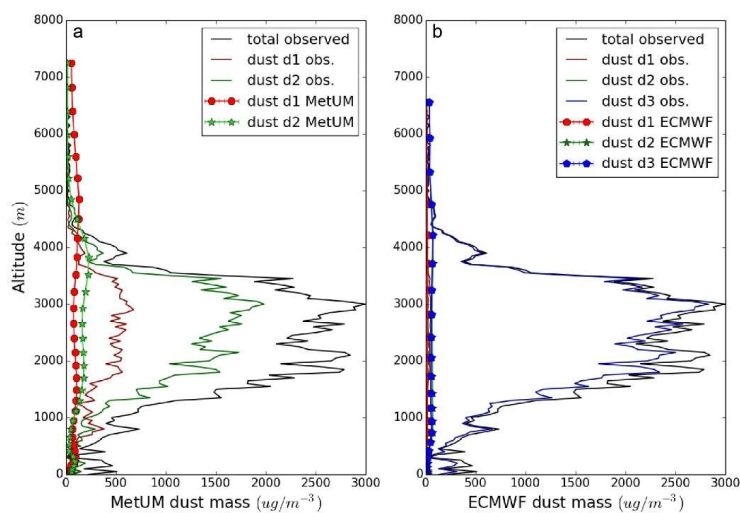 a
total observed
dust d1 obs.
dust d2 obs.
dust d1 MetUM
dust d2 MetUM
8000
7000
6000
5000
4000
3000
2000
1000
0
Altitude (m)
0 500 1000 1500 2000 2500 3000
MetUM dust mass (ug/m⁻³)
b
total observed
dust d1 obs.
dust d2 obs.
dust d3 obs.
dust d1 ECMWF
dust d2 ECMWF
dust d3 ECMWF
8000
7000
6000
5000
4000
3000
2000
1000
0
0 500 1000 1500 2000 2500 3000
ECMWF dust mass (ug/m⁻³)